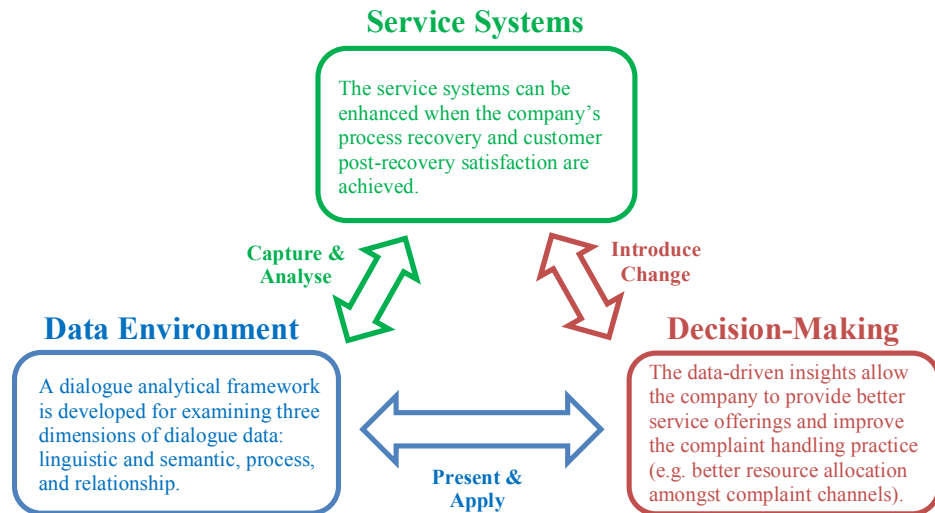 Service Systems
The service systems can be
enhanced when the company's
process recovery and customer
post-recovery satisfaction are
achieved.
Capture &
Analyse
Introduce
Change
Data Environment
A dialogue analytical framework
is developed for examining three
dimensions of dialogue data:
linguistic and semantic, process,
and relationship.
Present &
Apply
Decision-Making
The data-driven insights allow
the company to provide better
service offerings and improve
the complaint handling practice
(e.g. better resource allocation
amongst complaint channels).